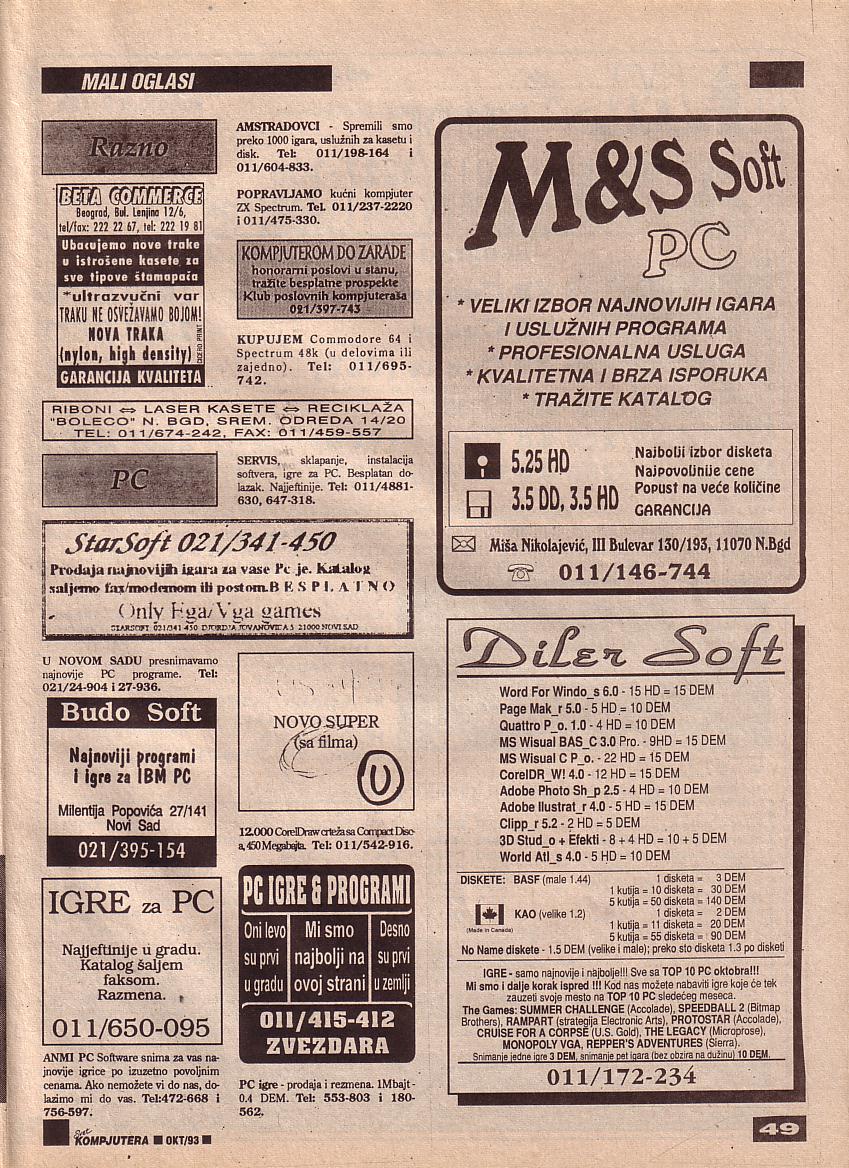 MALI OGLASI
Razno
BETA COMMERCE
Beograd, Bul. Lenjina 12/6,
tel/fax: 222 22 67, tel: 222 19 81
Ubacujemo nove trake
u istrošene kasete za
sve tipove štampača
*ultrazvučni var
TRAKU NE OSVEŽAVAMO BOJOM!
NOVA TRAKA
(nylon, high density)
CICERO PRINT
GARANCIJA KVALITETA
AMSTRADOVCI - Spremili smo
preko 1000 igara, uslužnih za kasetu i
disk. Tel: 011/198-164 i
011/604-833.
POPRAVLJAMO kućni kompjuter
ZX Spectrum. Tel. 011/237-2220
i 011/475-330.
KOMPJUTEROM DO ZARADE
honorarni poslovi u stanu,
tražite besplatne prospekte
Klub poslovnih kompjuteraša
021/397-743
KUPUJEM Commodore 64 i
Spectrum 48k (u delovima ili
zajedno). Tel: 011/695-
742.
RIBONI ⇔ LASER KASETE ⇔ RECIKLAŽA
"BOLECO" N. BGD, SREM. ODREDA 14/20
TEL: 011/674-242, FAX: 011/459-557
PC
SERVIS, sklapanje, instalacija
softvera, igre za PC. Besplatan do-
lazak. Najjeftinije. Tel: 011/4881-
630, 647-318.
StarSoft 021/341-450
Prodaja najnovijih igara za vase Pc je. Katalog
saljemo fax/modemom ili postom.B E S P L A T N O
Only Ega/Vga games
STARSOFT 021/341 450 DJORDJA JOVANOVICA 5 21000 NOVI SAD
U NOVOM SADU presnimavamo
najnovije PC programe. Tel:
021/24-904 i 27-936.
Budo Soft
Najnoviji programi
i igre za IBM PC
Milentija Popovića 27/141
Novi Sad
021/395-154
NOVO SUPER
(sa filma)
12.000 CorelDraw crteža sa Compact Disc-
a, 450 Megabajta. Tel: 011/542-916.
IGRE za PC
Najjeftinije u gradu.
Katalog šaljem
faksom.
Razmena.
011/650-095
PC IGRE & PROGRAMI
Oni levo
su prvi
u gradu
Mi smo
najbolji na
ovoj strani
Desno
su prvi
u zemlji
011/415-412
ZVEZDARA
ANMI PC Software snima za vas na-
jnovije igrice po izuzetno povoljnim
cenama. Ako nemožete vi do nas, do-
lazimo mi do vas. Tel:472-668 i
756-597.
PC igre - prodaja i rezmena. 1Mbajt-
0.4 DEM. Tel: 553-803 i 180-
562.
M&S Soft
PC
* VELIKI IZBOR NAJNOVIJIH IGARA
I USLUŽNIH PROGRAMA
* PROFESIONALNA USLUGA
* KVALITETNA I BRZA ISPORUKA
* TRAŽITE KATALOG
5.25 HD
3.5 DD, 3.5 HD
Najbolji izbor disketa
Najpovoljnije cene
Popust na veće količine
GARANCIJA
Miša Nikolajević, III Bulevar 130/193, 11070 N.Bgd
011/146-744
Diler Soft
Word For Windo_s 6.0 - 15 HD = 15 DEM
Page Mak_r 5.0 - 5 HD = 10 DEM
Quattro P_o. 1.0 - 4 HD = 10 DEM
MS Wisual BAS_C 3.0 Pro. - 9HD = 15 DEM
MS Wisual C P_o. - 22 HD = 15 DEM
CorelDR_W! 4.0 - 12 HD = 15 DEM
Adobe Photo Sh_p 2.5 - 4 HD = 10 DEM
Adobe Ilustrat_r 4.0 - 5 HD = 15 DEM
Clipp_r 5.2 - 2 HD = 5 DEM
3D Stud_o + Efekti - 8 + 4 HD = 10 + 5 DEM
World Atl_s 4.0 - 5 HD = 10 DEM
DISKETE: BASF (male 1.44) 1 disketa = 3 DEM
1 kutija = 10 disketa = 30 DEM
5 kutija = 50 disketa = 140 DEM
KAO (velike 1.2) 1 disketa = 2 DEM
(Made in Canada) 1 kutija = 11 disketa = 20 DEM
5 kutija = 55 disketa = 90 DEM
No Name diskete - 1.5 DEM (velike i male); preko sto disketa 1.3 po disketi
IGRE - samo najnovije i najbolje!!! Sve sa TOP 10 PC oktobra!!!
Mi smo i dalje korak ispred !!! Kod nas možete nabaviti igre koje će tek
zauzeti svoje mesto na TOP 10 PC sledećeg meseca.
The Games: SUMMER CHALLENGE (Accolade), SPEEDBALL 2 (Bitmap
Brothers), RAMPART (strategija Electronic Arts), PROTOSTAR (Accolade),
CRUISE FOR A CORPSE (U.S. Gold), THE LEGACY (Microprose),
MONOPOLY VGA, REPPER'S ADVENTURES (Sierra).
Snimanje jedne igre 3 DEM, snimanje pet igara (bez obzira na dužinu) 10 DEM.
011/172-234
Svet
KOMPJUTERA ■ OKT/93 ■
49